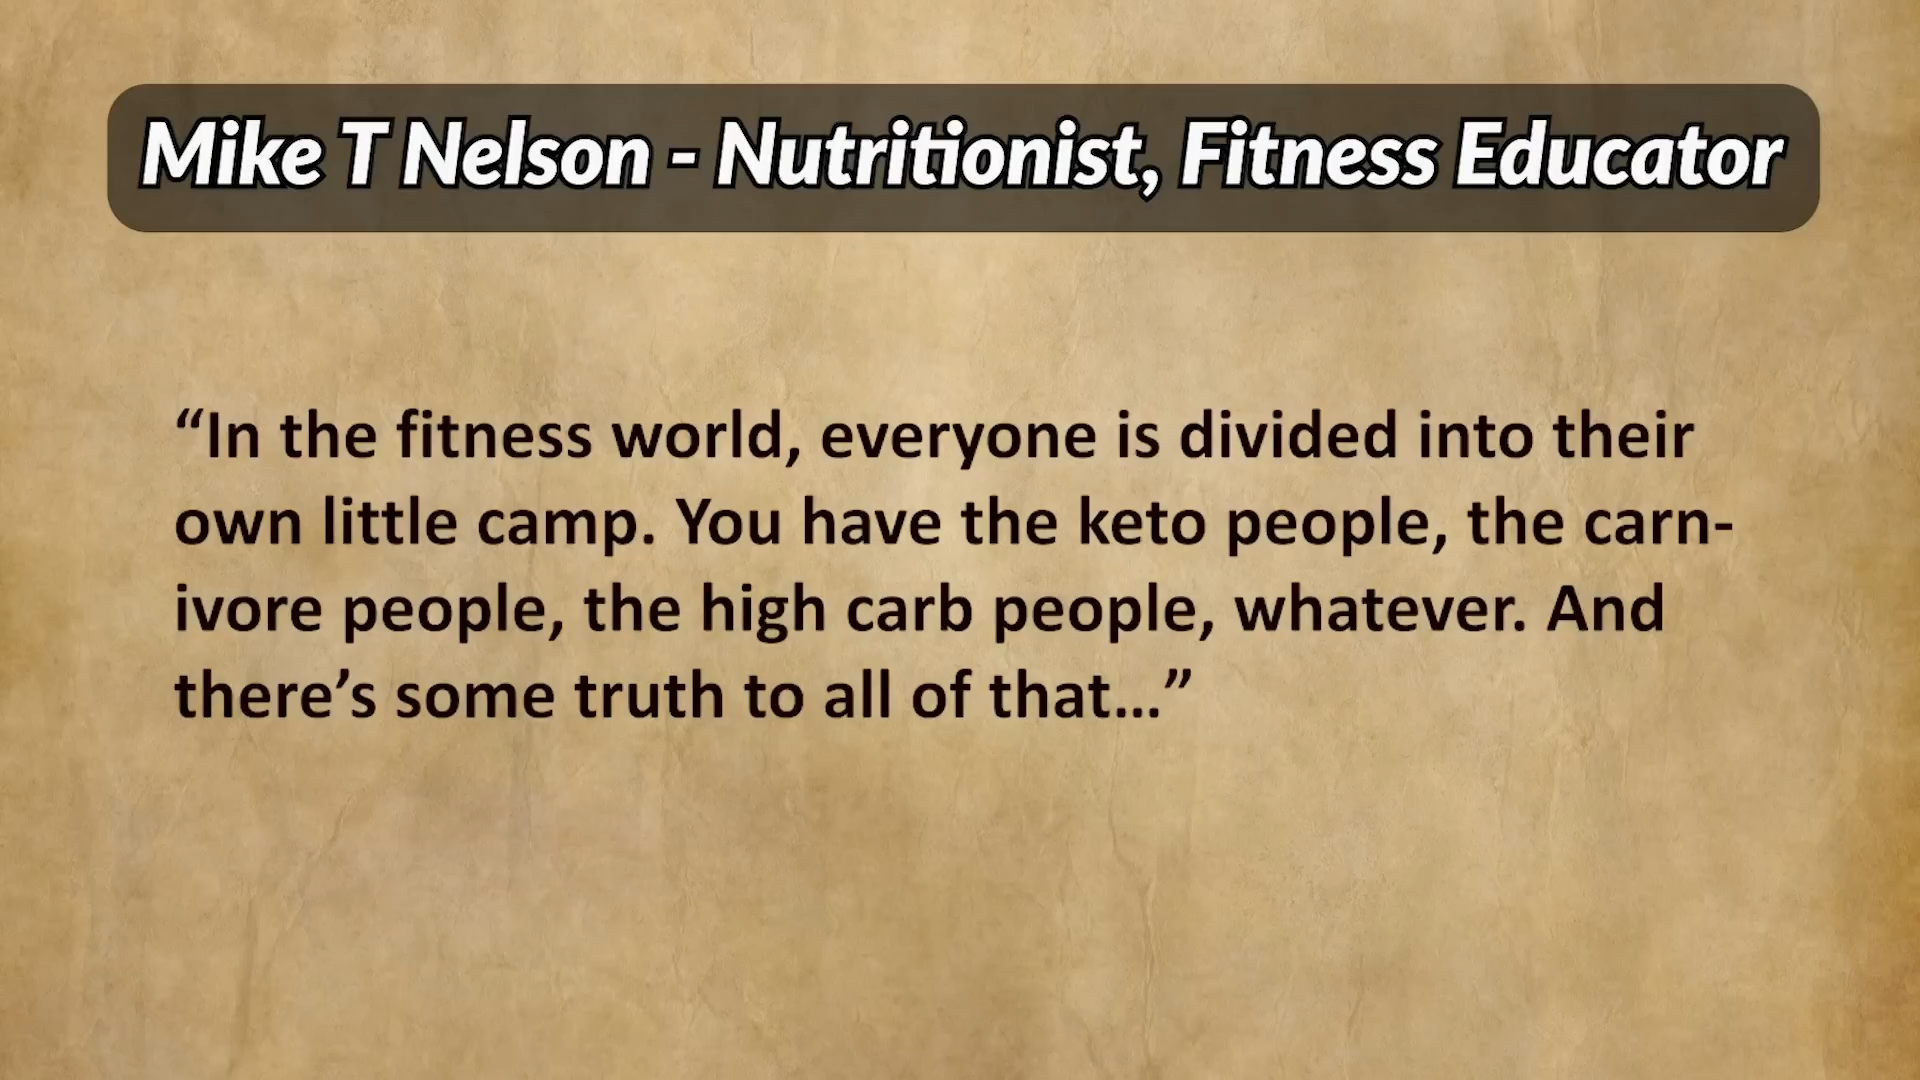 Mike T Nelson - Nutritionist, Fitness Educator
“In the fitness world, everyone is divided into their
own little camp. You have the keto people, the carn-
ivore people, the high carb people, whatever. And
there’s some truth to all of that...”